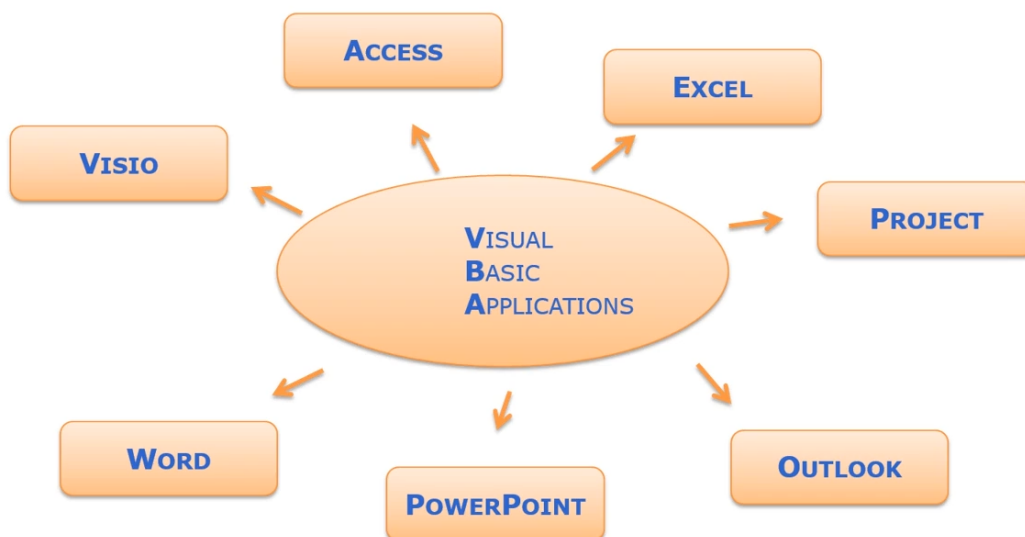 Access
Excel
Visio
Project
Visual
Basic
Applications
Word
Outlook
PowerPoint